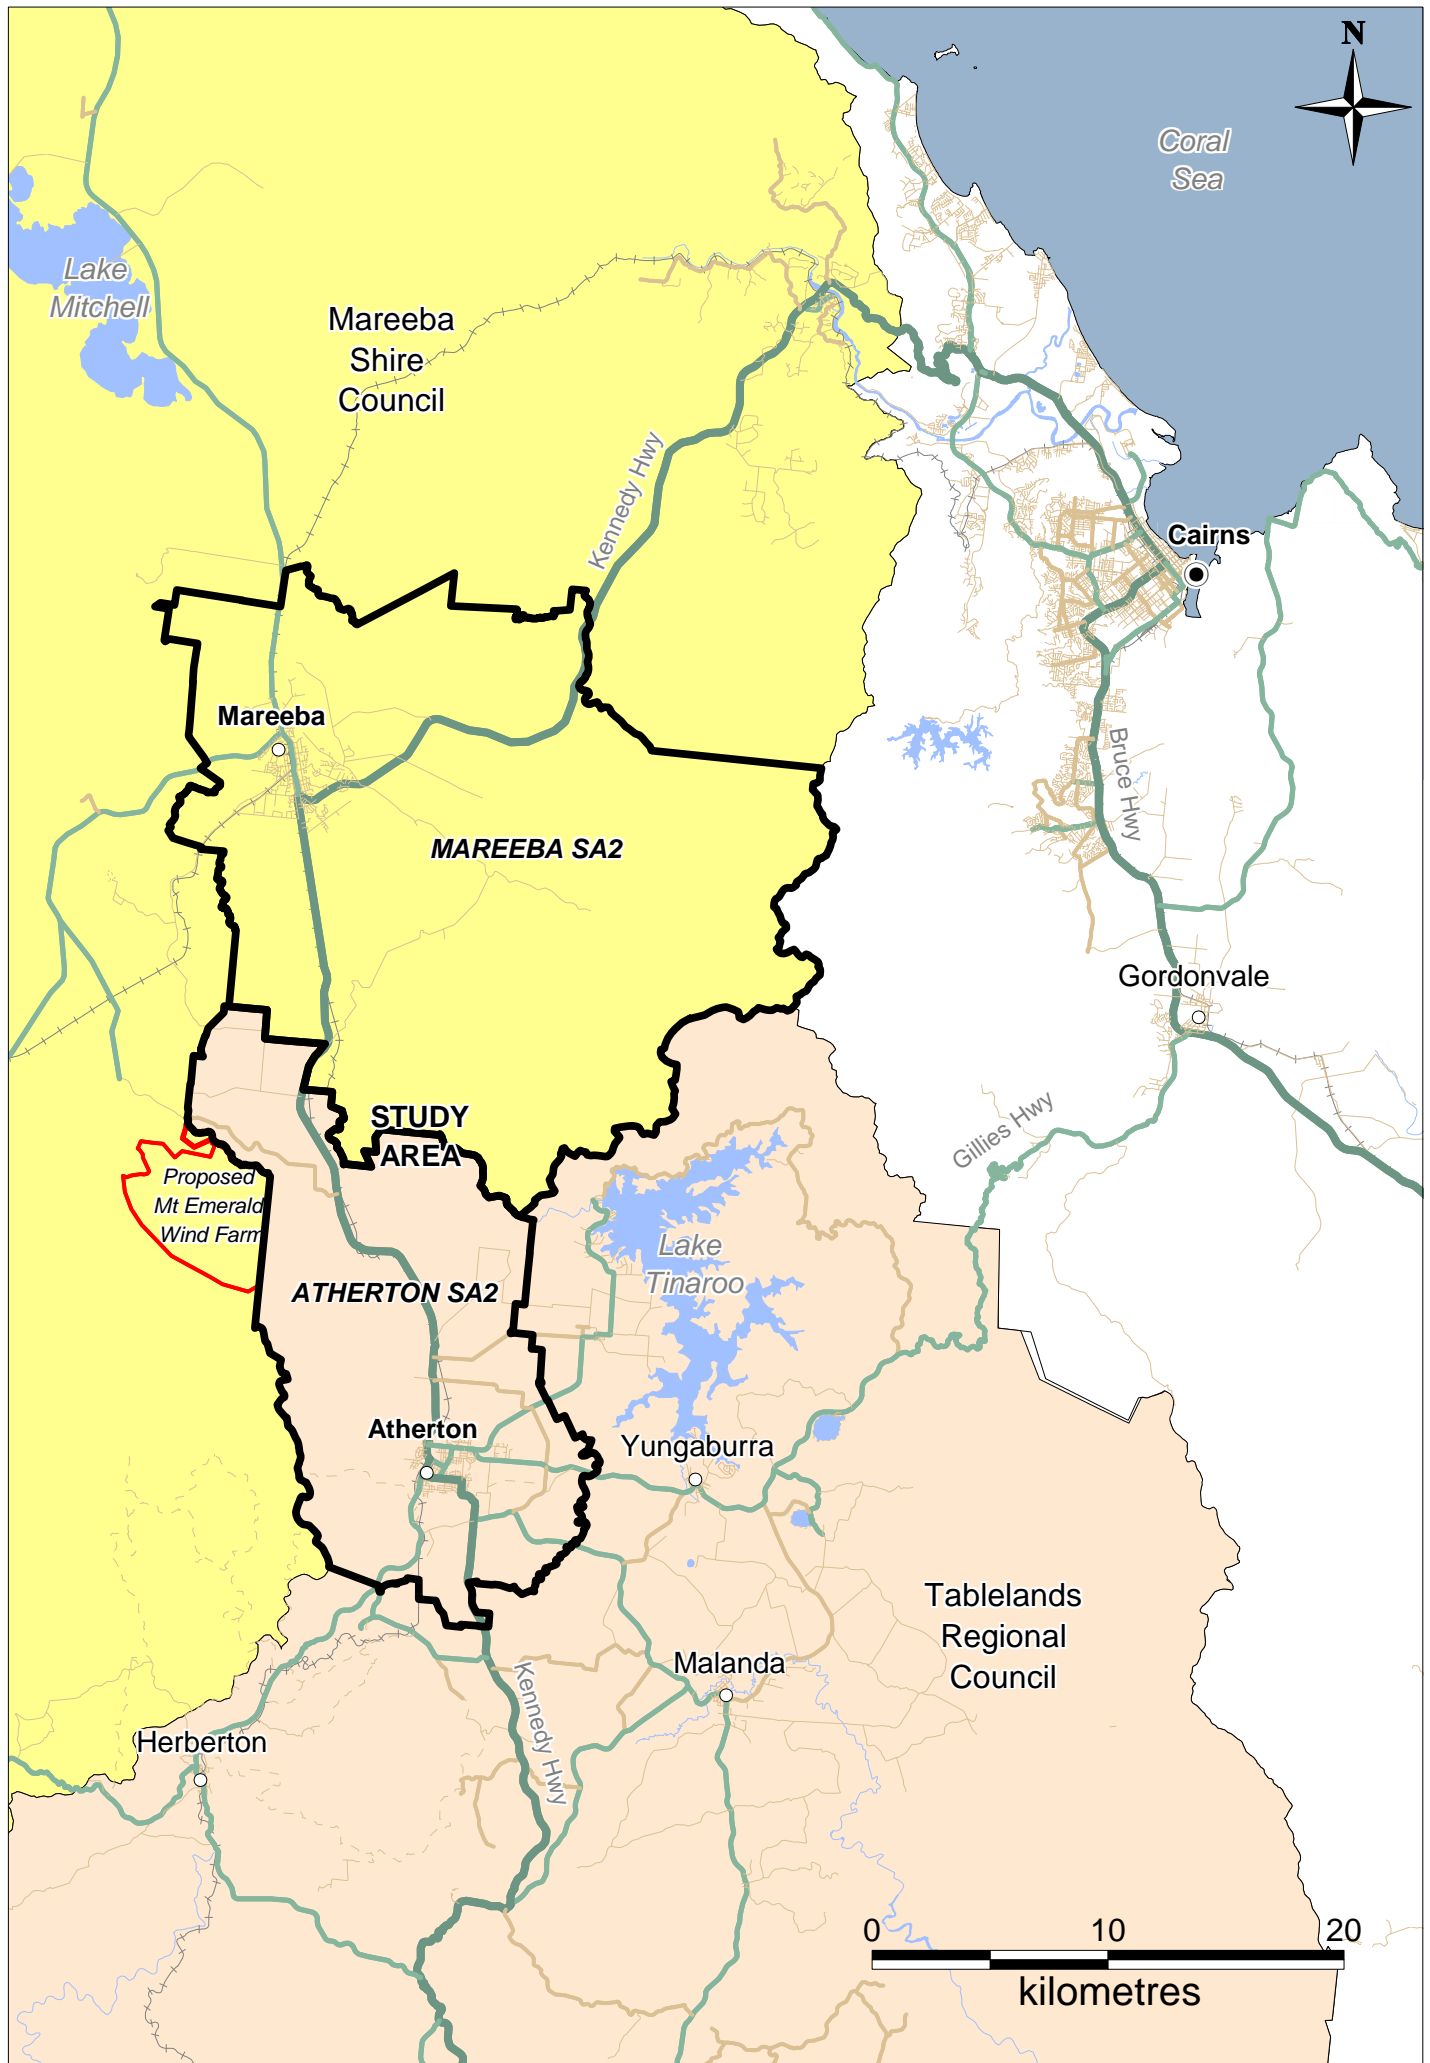 N
Coral
Sea
Lake
Mitchell
Mareeba
Shire
Council
Kennedy Hwy
Cairns
Mareeba
Bruce Hwy
MAREEBA SA2
Gordonvale
STUDY
AREA
Gillies Hwy
Proposed
Mt Emerald
Wind Farm
Lake
Tinaroo
ATHERTON SA2
Atherton
Yungaburra
Tablelands
Regional
Council
Malanda
Kennedy Hwy
Herberton
0 10 20
kilometres